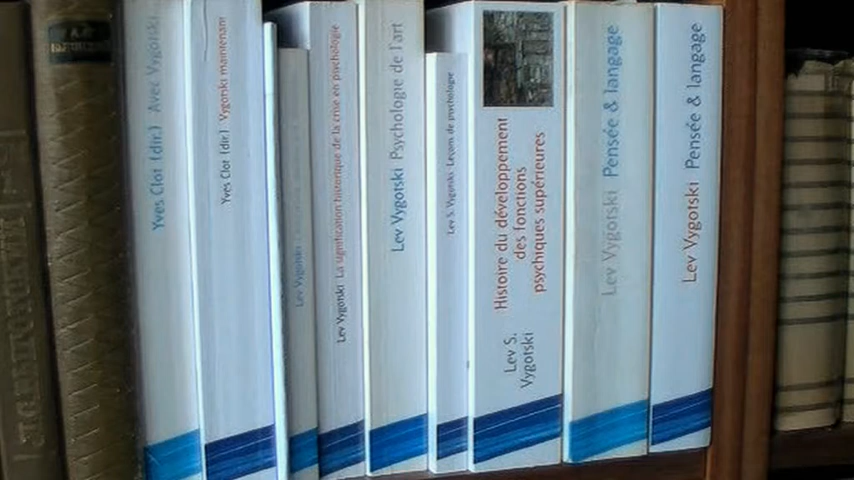 Yves Clot (dir.) Avec Vygotski
Yves Clot (dir.) Vygotski maintenant
Lev Vygotski
Lev Vygotski La signification historique de la crise en psychologie
Lev Vygotski Psychologie de l'art
Lev S. Vygotski Leçons de psychologie
Histoire du développement
des fonctions
psychiques supérieures
Lev S.
Vygotski
Lev Vygotski Pensée & langage
Lev Vygotski Pensée & langage